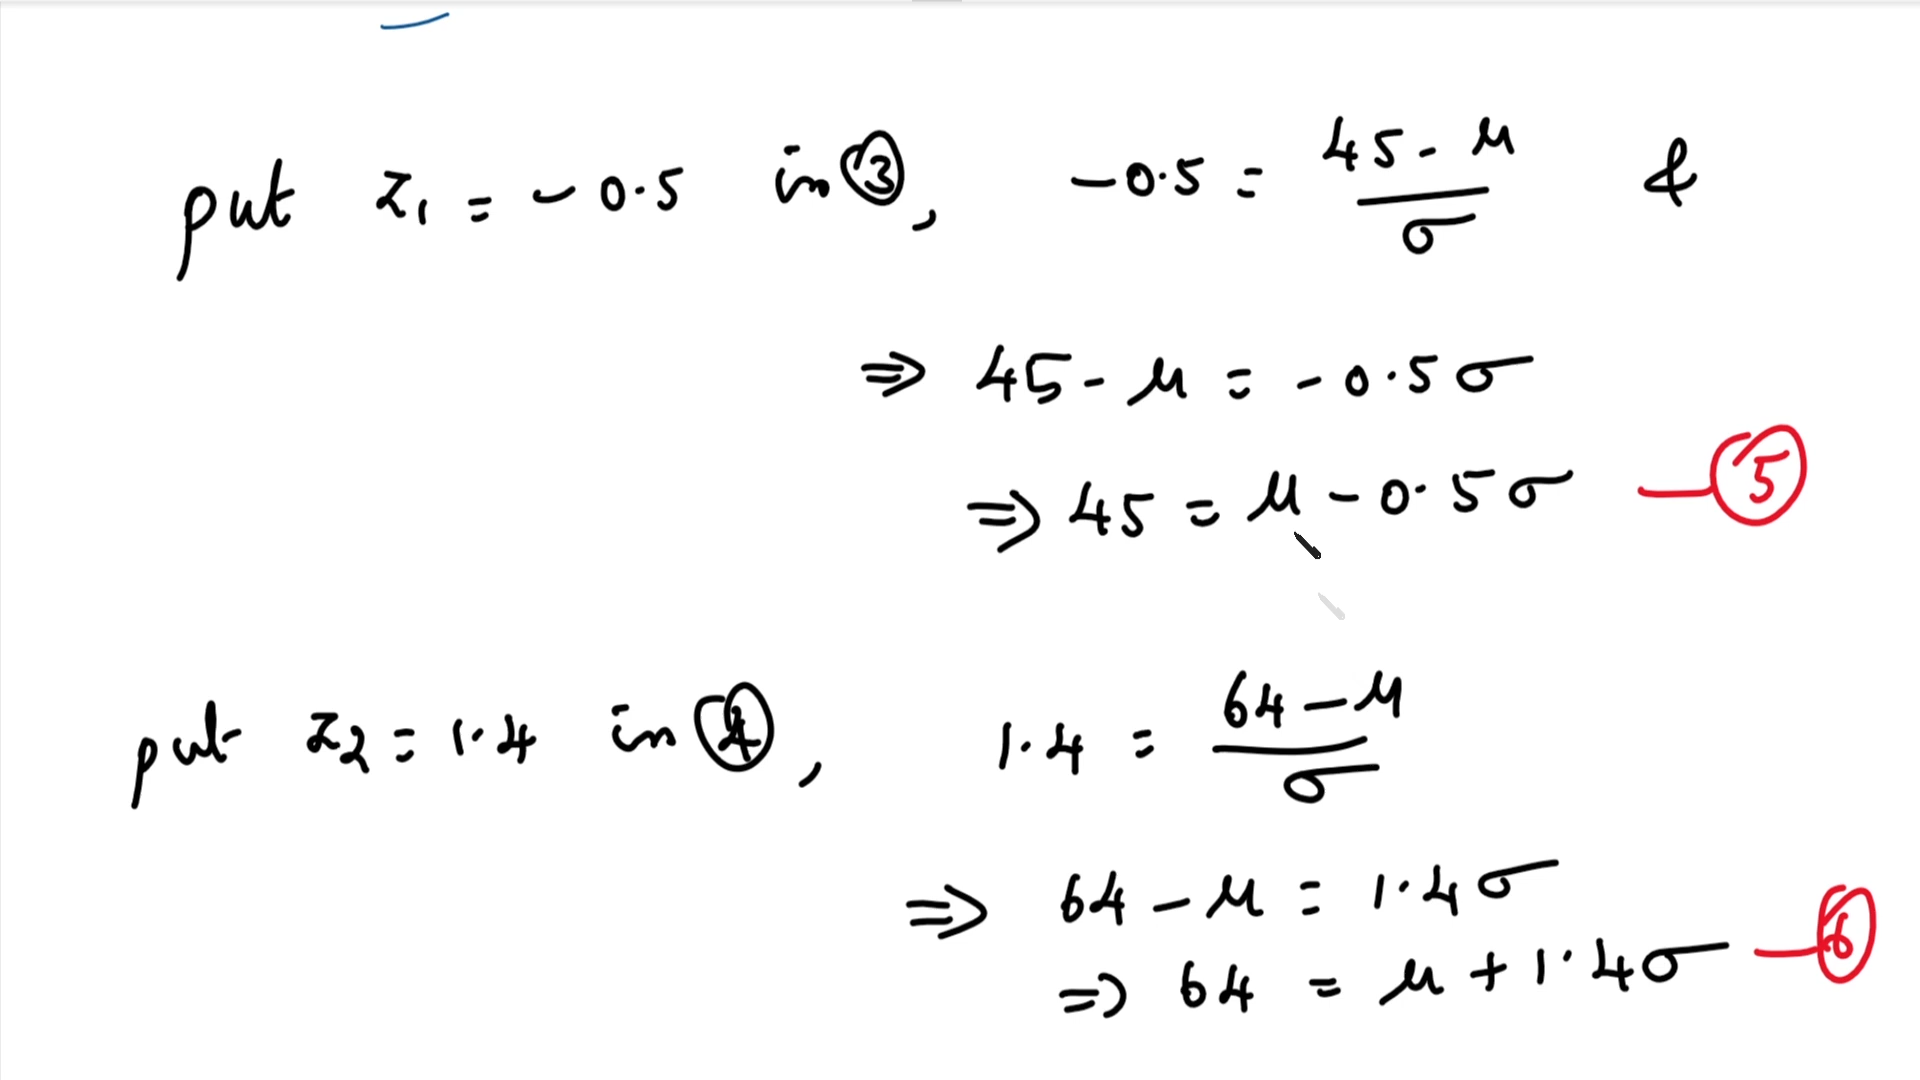 put z₁ = -0.5 in ③, -0.5 = (45 - μ)/σ &
⇒ 45 - μ = -0.5σ
⇒ 45 = μ - 0.5σ —⑤
put z₂ = 1.4 in ④, 1.4 = (64 - μ)/σ
⇒ 64 - μ = 1.4σ
⇒ 64 = μ + 1.4σ —⑥